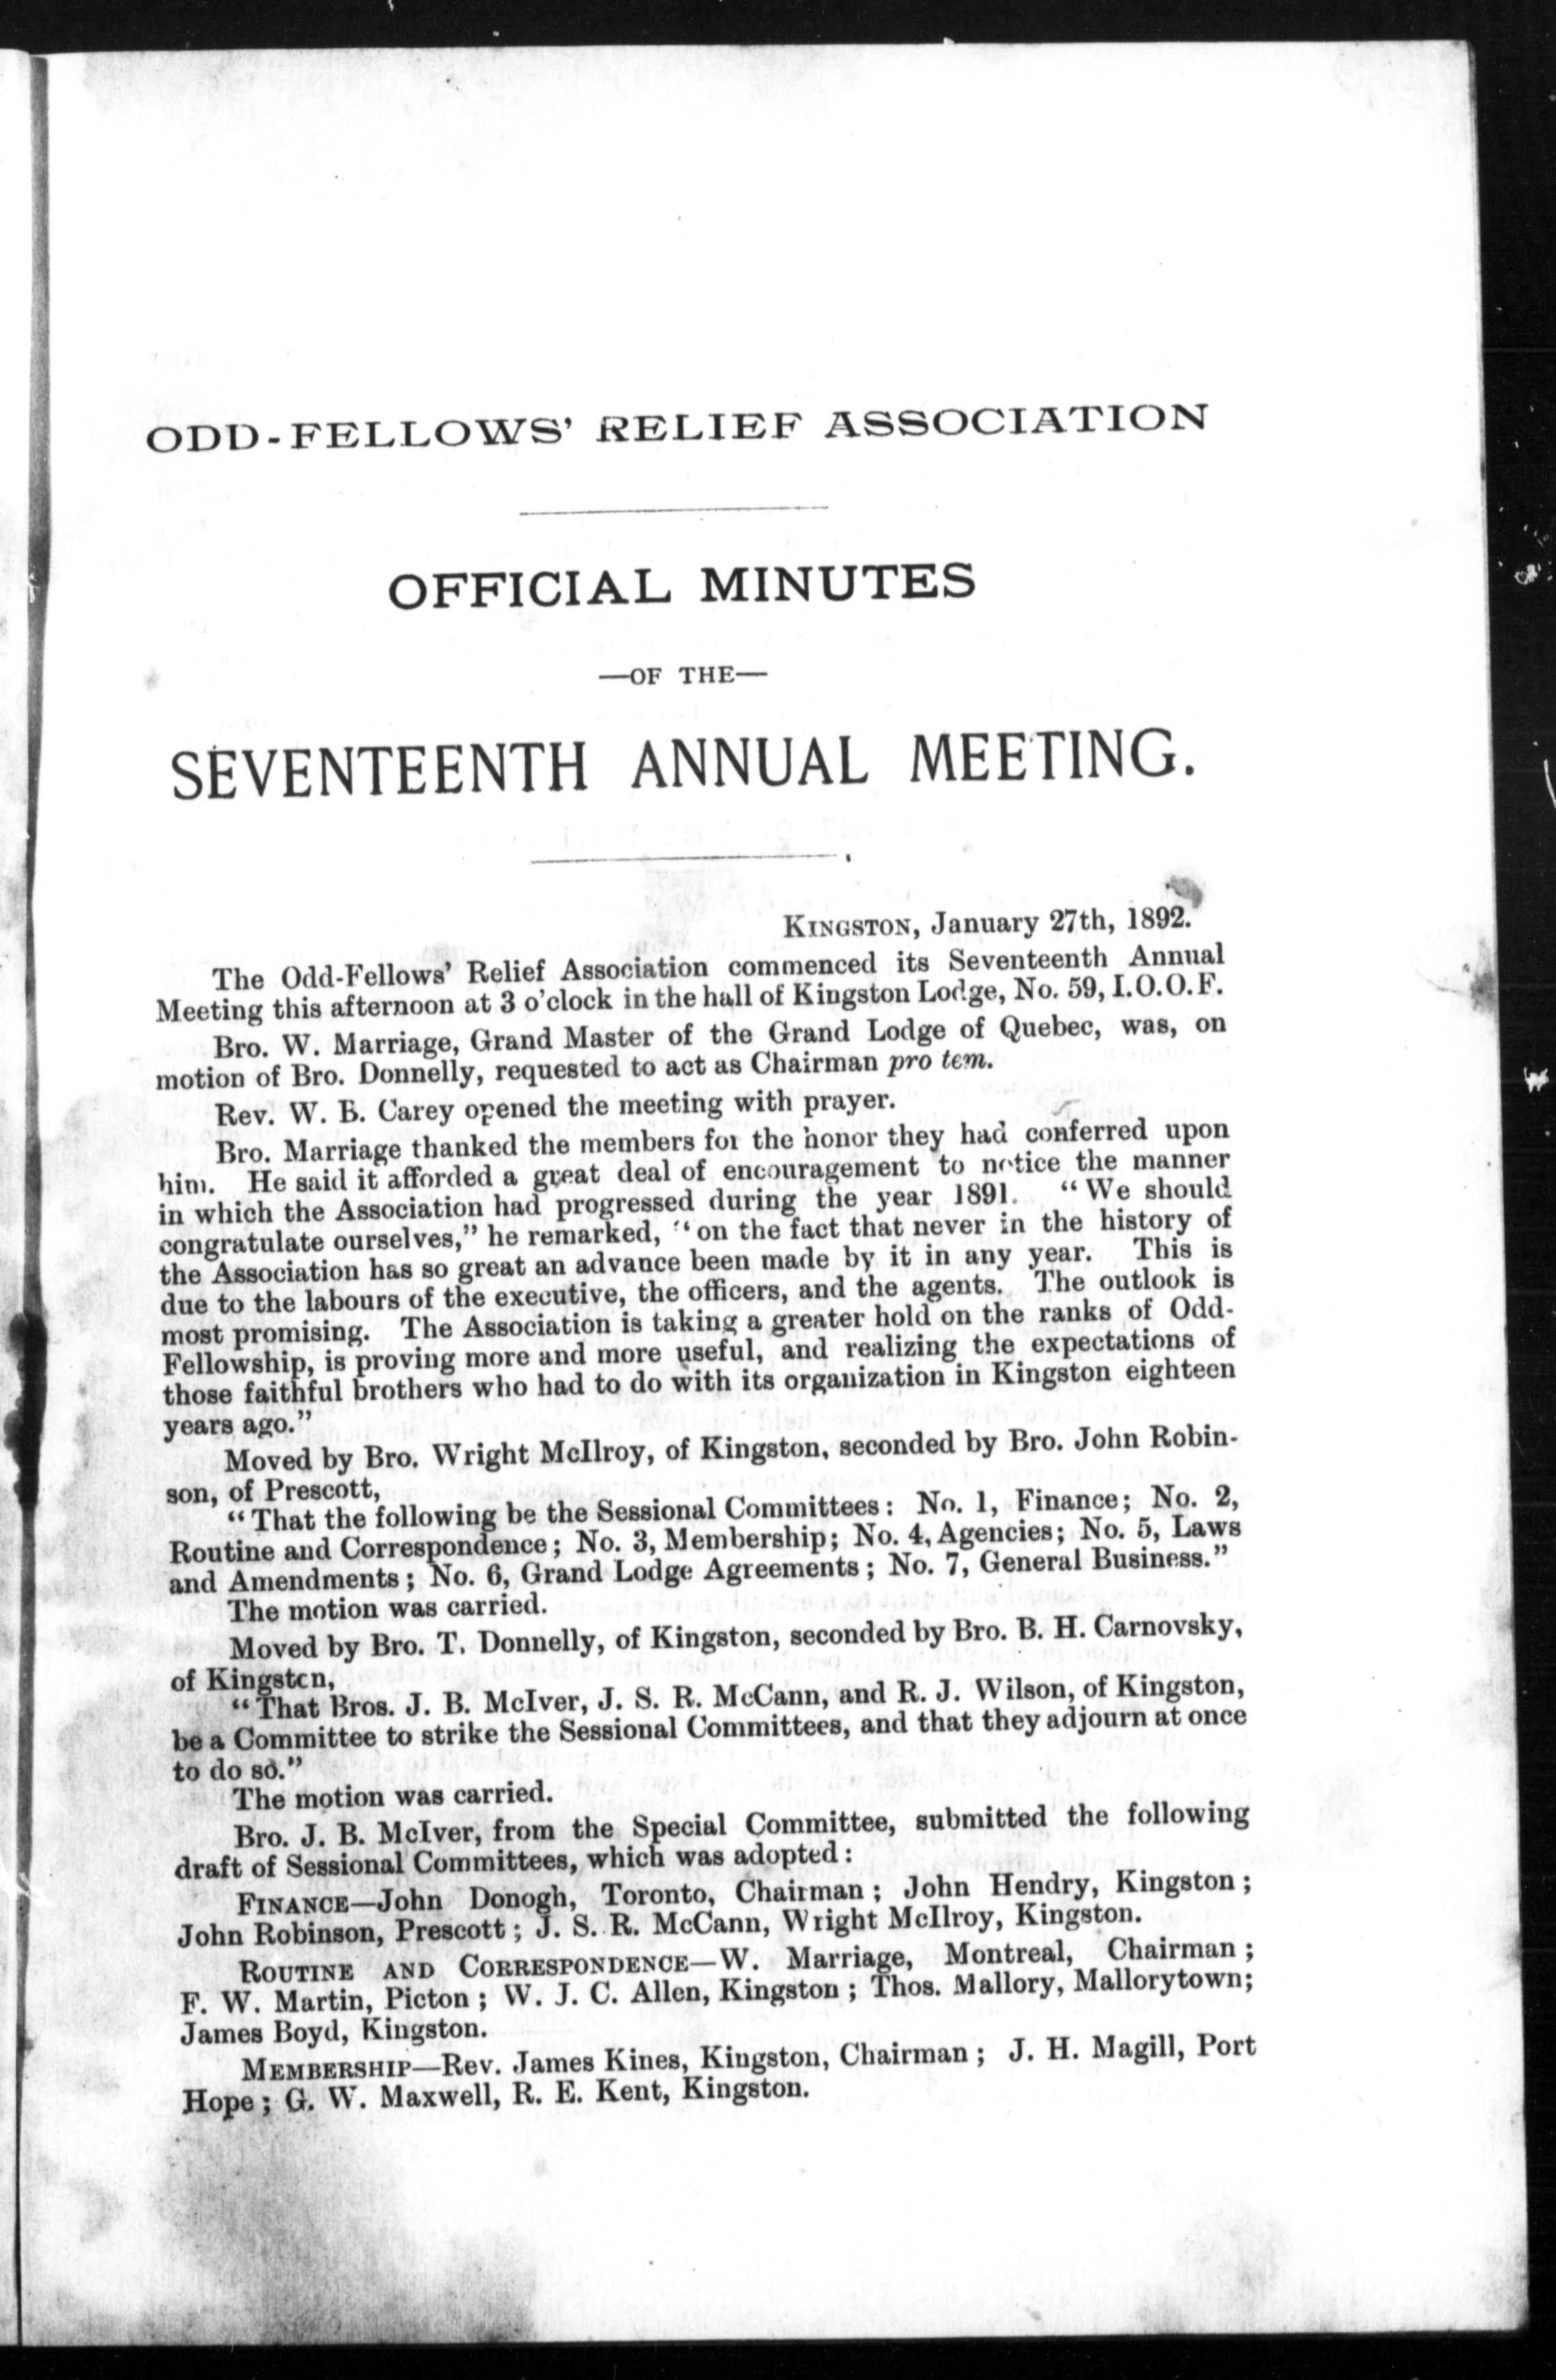 ODD-FELLOWS' RELIEF ASSOCIATION
OFFICIAL MINUTES
—OF THE—
SEVENTEENTH ANNUAL MEETING.
KINGSTON, January 27th, 1892.
The Odd-Fellows' Relief Association commenced its Seventeenth Annual
Meeting this afternoon at 3 o'clock in the hall of Kingston Lodge, No. 59, I.O.O.F.
Bro. W. Marriage, Grand Master of the Grand Lodge of Quebec, was, on
motion of Bro. Donnelly, requested to act as Chairman pro tem.
Rev. W. B. Carey opened the meeting with prayer.
Bro. Marriage thanked the members for the honor they had conferred upon
him. He said it afforded a great deal of encouragement to notice the manner
in which the Association had progressed during the year 1891. "We should
congratulate ourselves," he remarked, "on the fact that never in the history of
the Association has so great an advance been made by it in any year. This is
due to the labours of the executive, the officers, and the agents. The outlook is
most promising. The Association is taking a greater hold on the ranks of Odd-
Fellowship, is proving more and more useful, and realizing the expectations of
those faithful brothers who had to do with its organization in Kingston eighteen
years ago."
Moved by Bro. Wright McIlroy, of Kingston, seconded by Bro. John Robin-
son, of Prescott,
"That the following be the Sessional Committees: No. 1, Finance; No. 2,
Routine and Correspondence; No. 3, Membership; No. 4, Agencies; No. 5, Laws
and Amendments; No. 6, Grand Lodge Agreements; No. 7, General Business."
The motion was carried.
Moved by Bro. T. Donnelly, of Kingston, seconded by Bro. B. H. Carnovsky,
of Kingston,
"That Bros. J. B. McIver, J. S. R. McCann, and R. J. Wilson, of Kingston,
be a Committee to strike the Sessional Committees, and that they adjourn at once
to do so."
The motion was carried.
Bro. J. B. McIver, from the Special Committee, submitted the following
draft of Sessional Committees, which was adopted:
FINANCE—John Donogh, Toronto, Chairman; John Hendry, Kingston;
John Robinson, Prescott; J. S. R. McCann, Wright McIlroy, Kingston.
ROUTINE AND CORRESPONDENCE—W. Marriage, Montreal, Chairman;
F. W. Martin, Picton; W. J. C. Allen, Kingston; Thos. Mallory, Mallorytown;
James Boyd, Kingston.
MEMBERSHIP—Rev. James Kines, Kingston, Chairman; J. H. Magill, Port
Hope; G. W. Maxwell, R. E. Kent, Kingston.